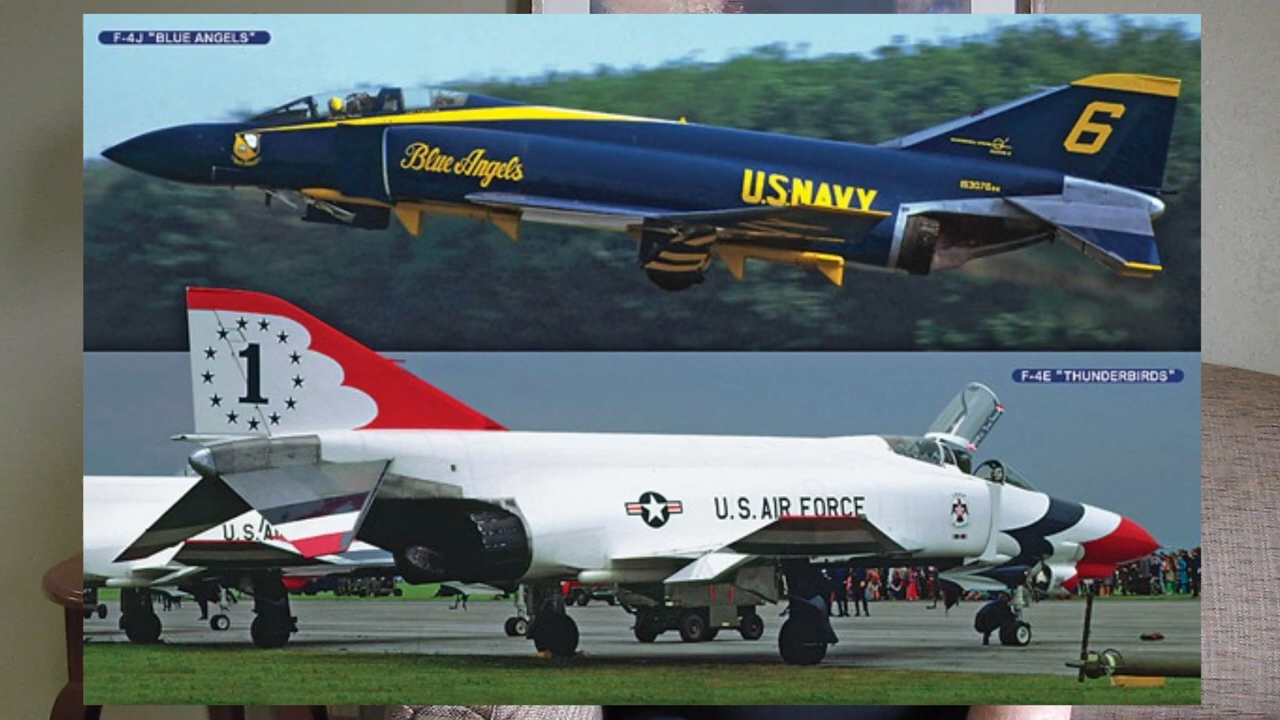 F-4J "BLUE ANGELS"
6
Blue Angels
U.S.NAVY
F-4E "THUNDERBIRDS"
1
U.S. AIR FORCE
U.S.A